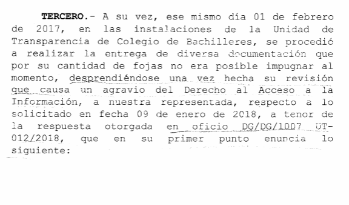 TERCERO.- A su vez, ese mismo día 01 de febrero
de 2017, en las instalaciones de la Unidad de
Transparencia de Colegio de Bachilleres, se procedió
a realizar la entrega de diversa documentación que
por su cantidad de fojas no era posible impugnar al
momento, desprendiéndose una vez hecha su revisión
que causa un agravio del Derecho al Acceso a la
Información, a nuestra representada, respecto a lo
solicitado en fecha 09 de enero de 2018, a tenor de
la respuesta otorgada en oficio DG/DG/1007 UT-
012/2018, que en su primer punto enuncia lo
siguiente: